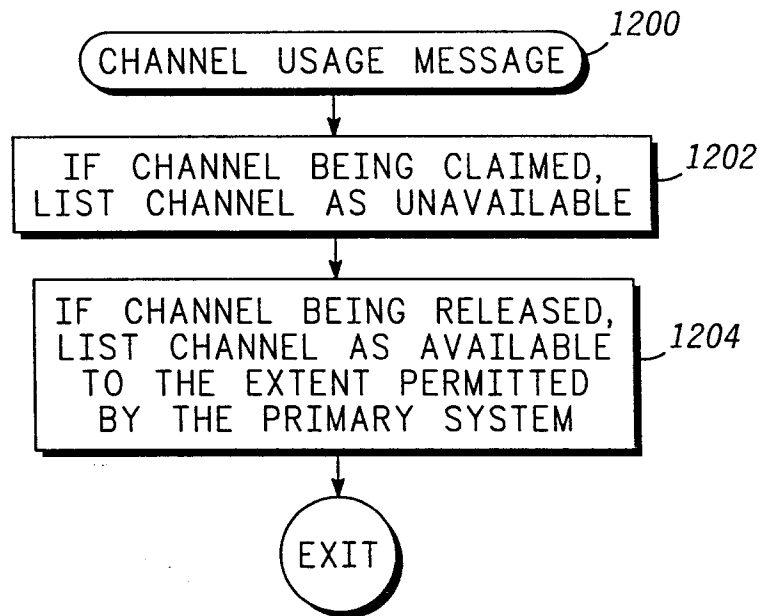 1200
CHANNEL USAGE MESSAGE
1202
IF CHANNEL BEING CLAIMED,
LIST CHANNEL AS UNAVAILABLE
IF CHANNEL BEING RELEASED,
LIST CHANNEL AS AVAILABLE
1204
TO THE EXTENT PERMITTED
BY THE PRIMARY SYSTEM
EXIT